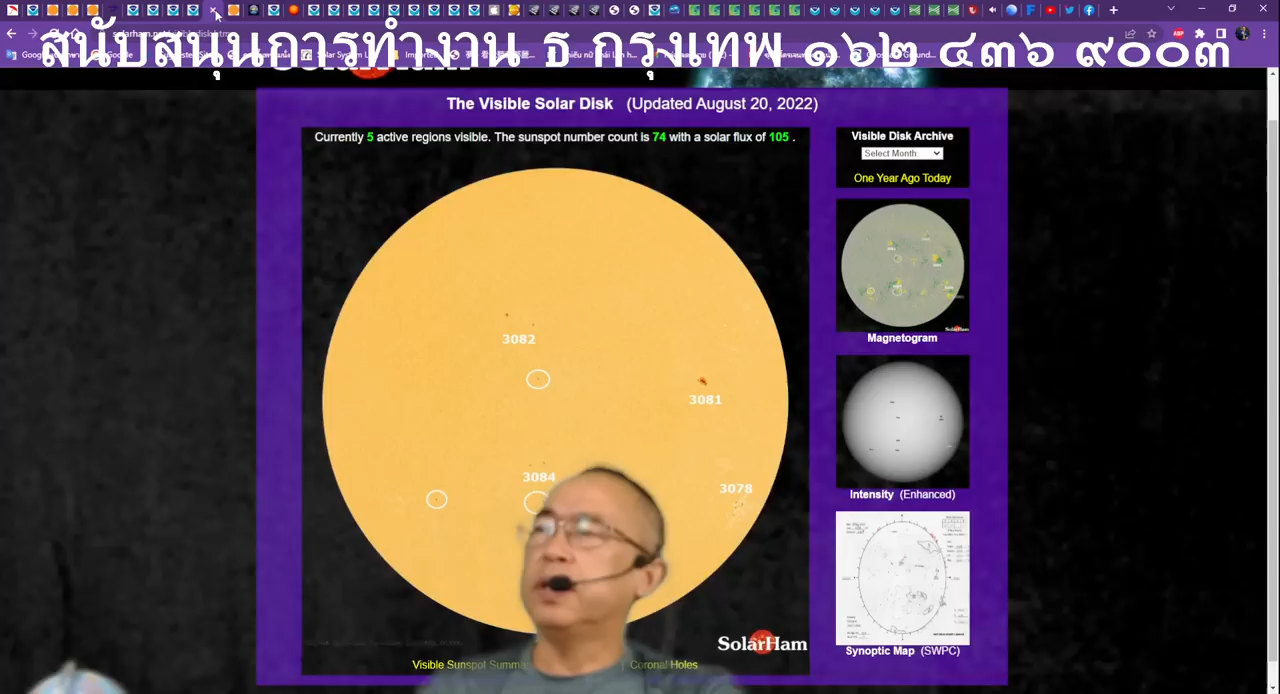 solarham.net
สนับสนุนการทำงาน ธ กรุงเทพ ๑๖๒ ๔๓๖ ๙๐๐๓
The Visible Solar Disk (Updated August 20, 2022)
Currently 5 active regions visible. The sunspot number count is 74 with a solar flux of 105 .
3082
3081
3084
3078
SolarHam
Visible Sunspot Summa
| Coronal Holes
Visible Disk Archive
Select Month:
One Year Ago Today
SolarHam
Magnetogram
Intensity (Enhanced)
Synoptic Map (SWPC)